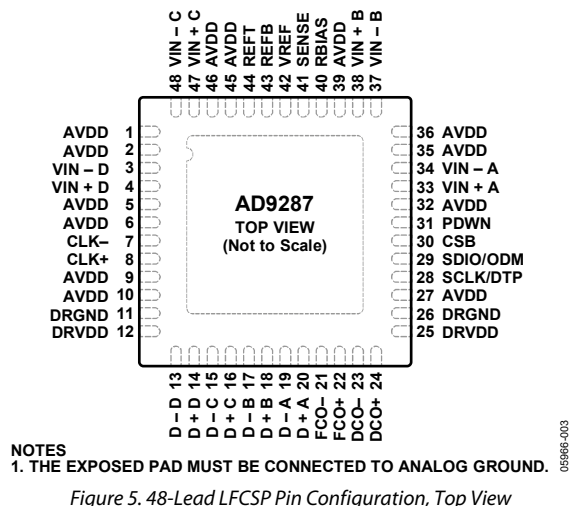 48 VIN – C
47 VIN + C
46 AVDD
45 AVDD
44 REFT
43 REFB
42 VREF
41 SENSE
40 RBIAS
39 AVDD
38 VIN + B
37 VIN – B
AVDD 1
AVDD 2
VIN – D 3
VIN + D 4
AVDD 5
AVDD 6
CLK– 7
CLK+ 8
AVDD 9
AVDD 10
DRGND 11
DRVDD 12
AD9287
TOP VIEW
(Not to Scale)
36 AVDD
35 AVDD
34 VIN – A
33 VIN + A
32 AVDD
31 PDWN
30 CSB
29 SDIO/ODM
28 SCLK/DTP
27 AVDD
26 DRGND
25 DRVDD
D – D 13
D + D 14
D – C 15
D + C 16
D – B 17
D + B 18
D – A 19
D + A 20
FCO– 21
FCO+ 22
DCO– 23
DCO+ 24
NOTES
1. THE EXPOSED PAD MUST BE CONNECTED TO ANALOG GROUND.
05966-003
Figure 5. 48-Lead LFCSP Pin Configuration, Top View